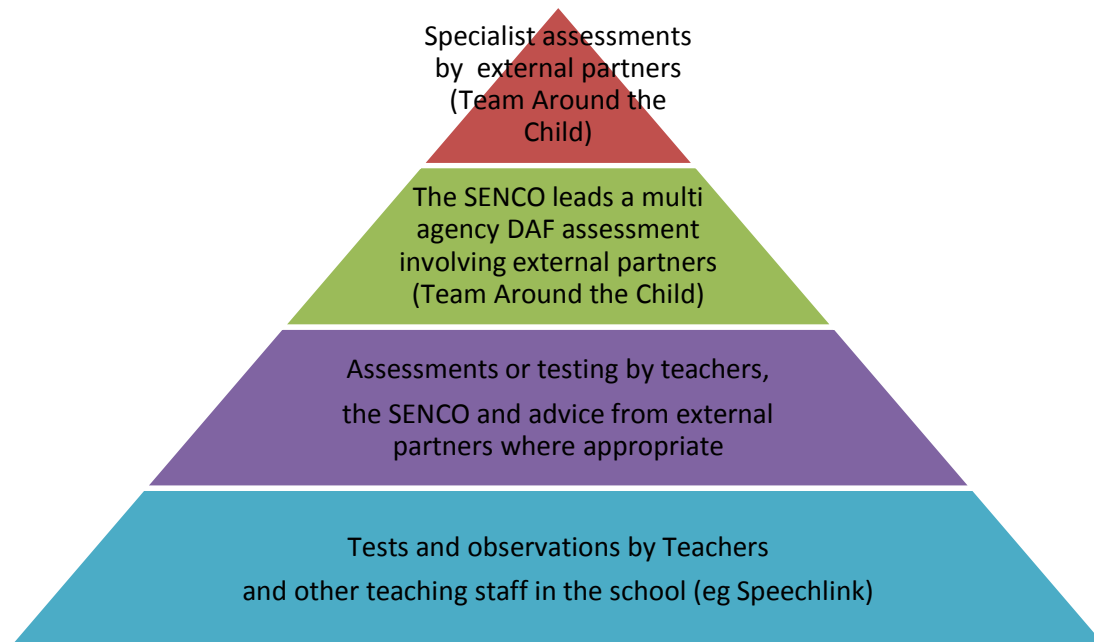 Specialist assessments
by external partners
(Team Around the
Child)
The SENCO leads a multi
agency DAF assessment
involving external partners
(Team Around the Child)
Assessments or testing by teachers,
the SENCO and advice from external
partners where appropriate
Tests and observations by Teachers
and other teaching staff in the school (eg Speechlink)